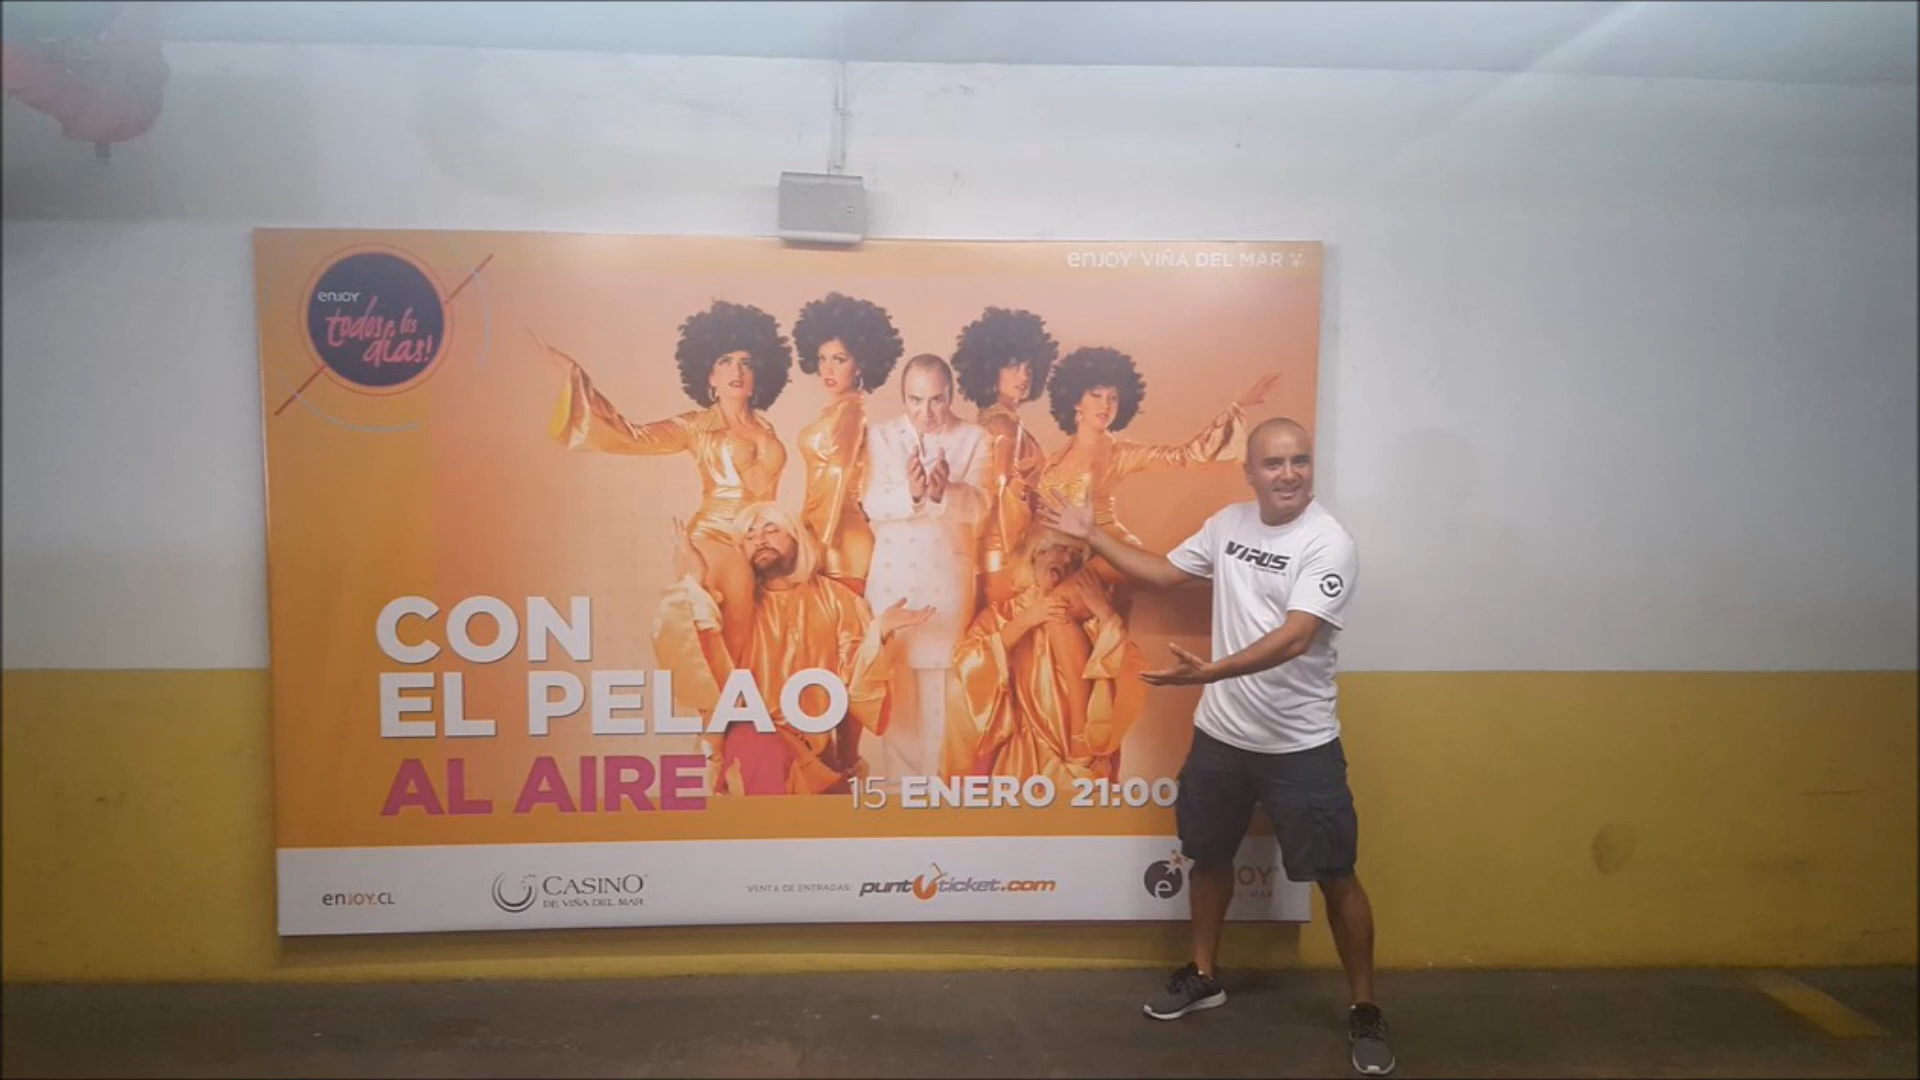 enjoy
todos los
días!
enjoy VIÑA DEL MAR
CON
EL PELAO
AL AIRE
15 ENERO 21:00
VIRUS
enjoy.CL
CASINO
DE VIÑA DEL MAR
VENTA DE ENTRADAS:
puntoticket.com
e
OY